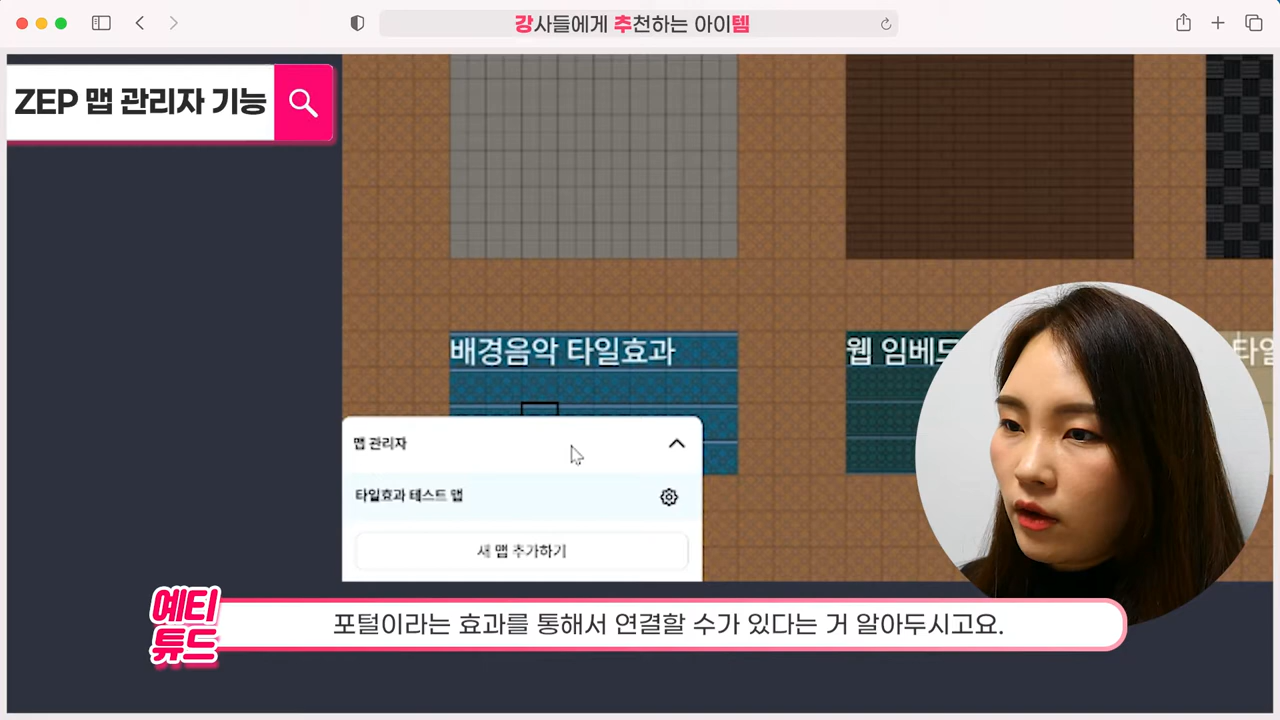 강사들에게 추천하는 아이템
ZEP 맵 관리자 기능
배경음악 타일효과
웹 임베드
타일
맵 관리자
타일효과 테스트 맵
새 맵 추가하기
예티
튜드
포털이라는 효과를 통해서 연결할 수가 있다는 거 알아두시고요.